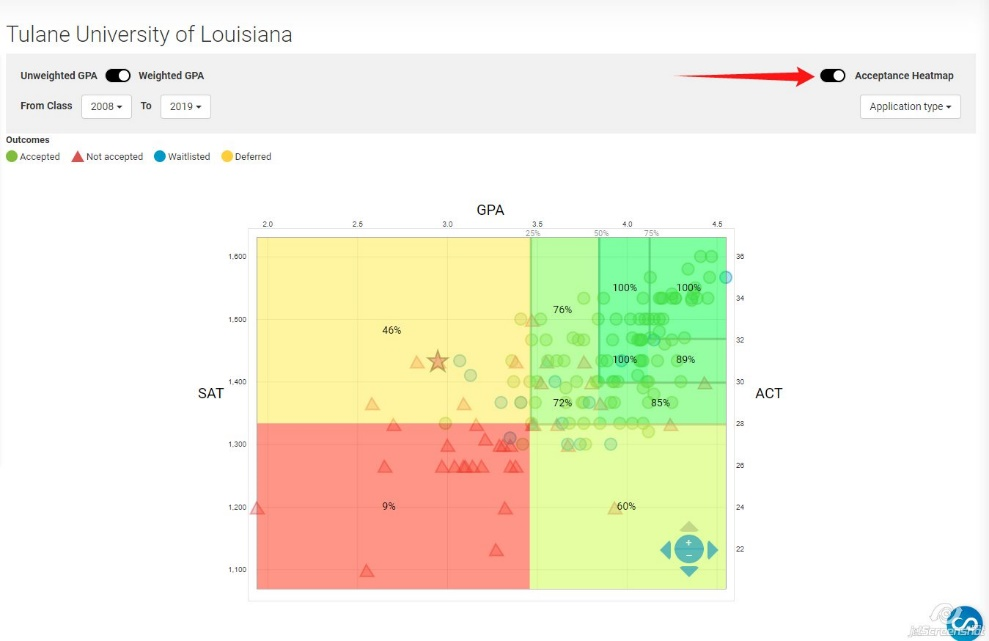 Tulane University of Louisiana
Unweighted GPA Weighted GPA Acceptance Heatmap
From Class 2008 To 2019 Application type
Outcomes
Accepted Not accepted Waitlisted Deferred
GPA
2.0 2.5 3.0 3.5 4.0 4.5
25% 50% 75%
1,600 36
100% 100%
34
76%
1,500
46%
32
100% 89%
1,400 30
SAT ACT
72% 85%
28
1,300
26
1,200 9% 60% 24
+
− 22
1,100